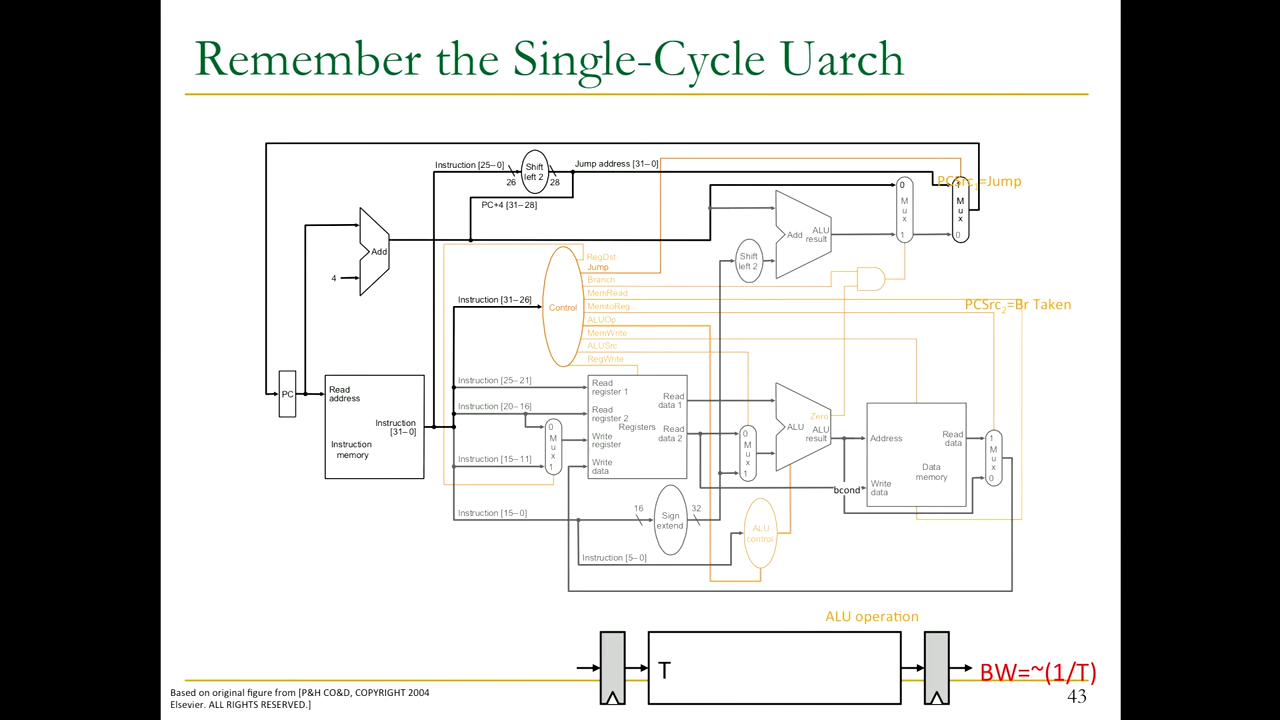 Remember the Single-Cycle Uarch
Instruction [25–0]
Shift
left 2
Jump address [31–0]
26
28
PC+4 [31–28]
PCSrc1=Jump
0
M
u
x
1
1
M
u
x
0
Add
4
Add
ALU
result
Shift
left 2
RegDst
Jump
Branch
MemRead
MemtoReg
ALUOp
MemWrite
ALUSrc
RegWrite
Control
Instruction [31–26]
PCSrc2=Br Taken
PC
Read
address
Instruction
[31–0]
Instruction
memory
Instruction [25–21]
Instruction [20–16]
Instruction [15–11]
Instruction [15–0]
Instruction [5–0]
0
M
u
x
1
Read
register 1
Read
register 2
Write
register
Write
data
Registers
Read
data 1
Read
data 2
0
M
u
x
1
Zero
ALU
ALU
result
bcond
Address
Read
data
Data
memory
Write
data
1
M
u
x
0
16
Sign
extend
32
ALU
control
ALU operation
T
BW=~(1/T)
Based on original figure from [P&H CO&D, COPYRIGHT 2004
Elsevier. ALL RIGHTS RESERVED.]
43